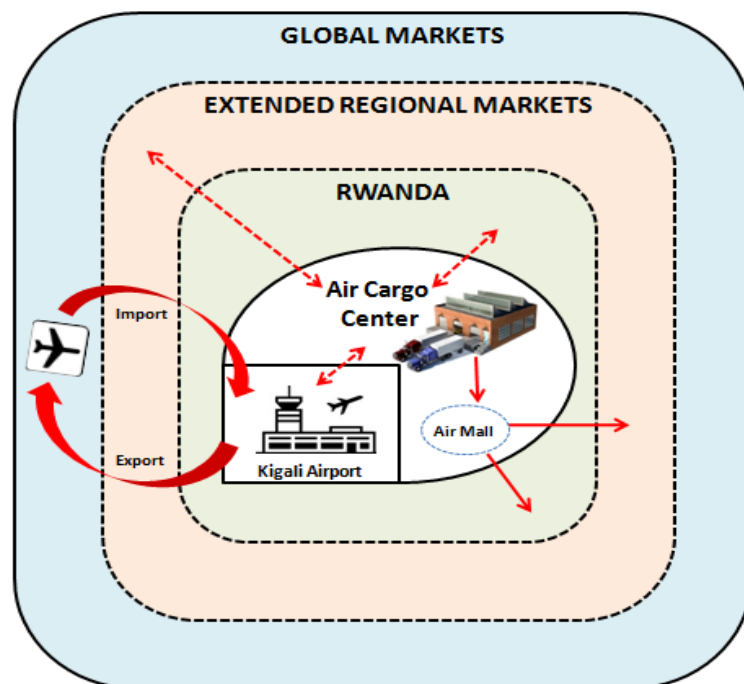 GLOBAL MARKETS
EXTENDED REGIONAL MARKETS
RWANDA
Air Cargo
Center
Import
Air Mall
Export
Kigali Airport